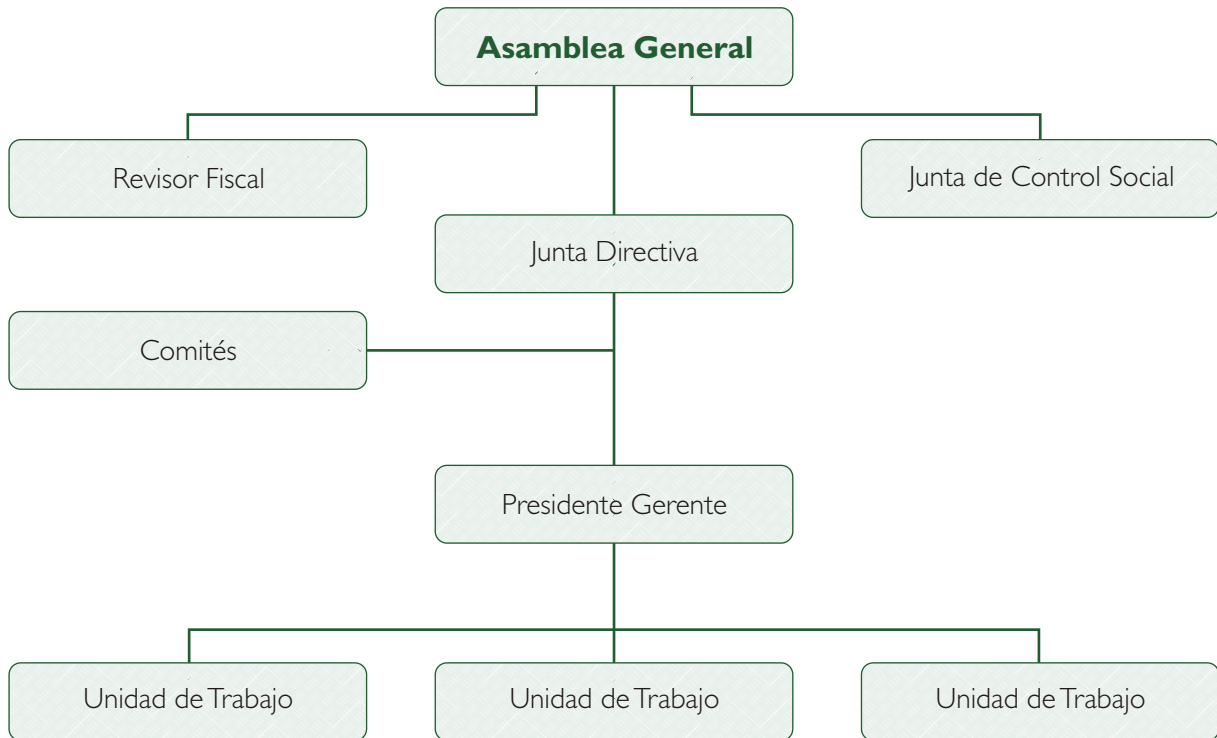 Asamblea General
Revisor Fiscal
Junta de Control Social
Junta Directiva
Comités
Presidente Gerente
Unidad de Trabajo
Unidad de Trabajo
Unidad de Trabajo